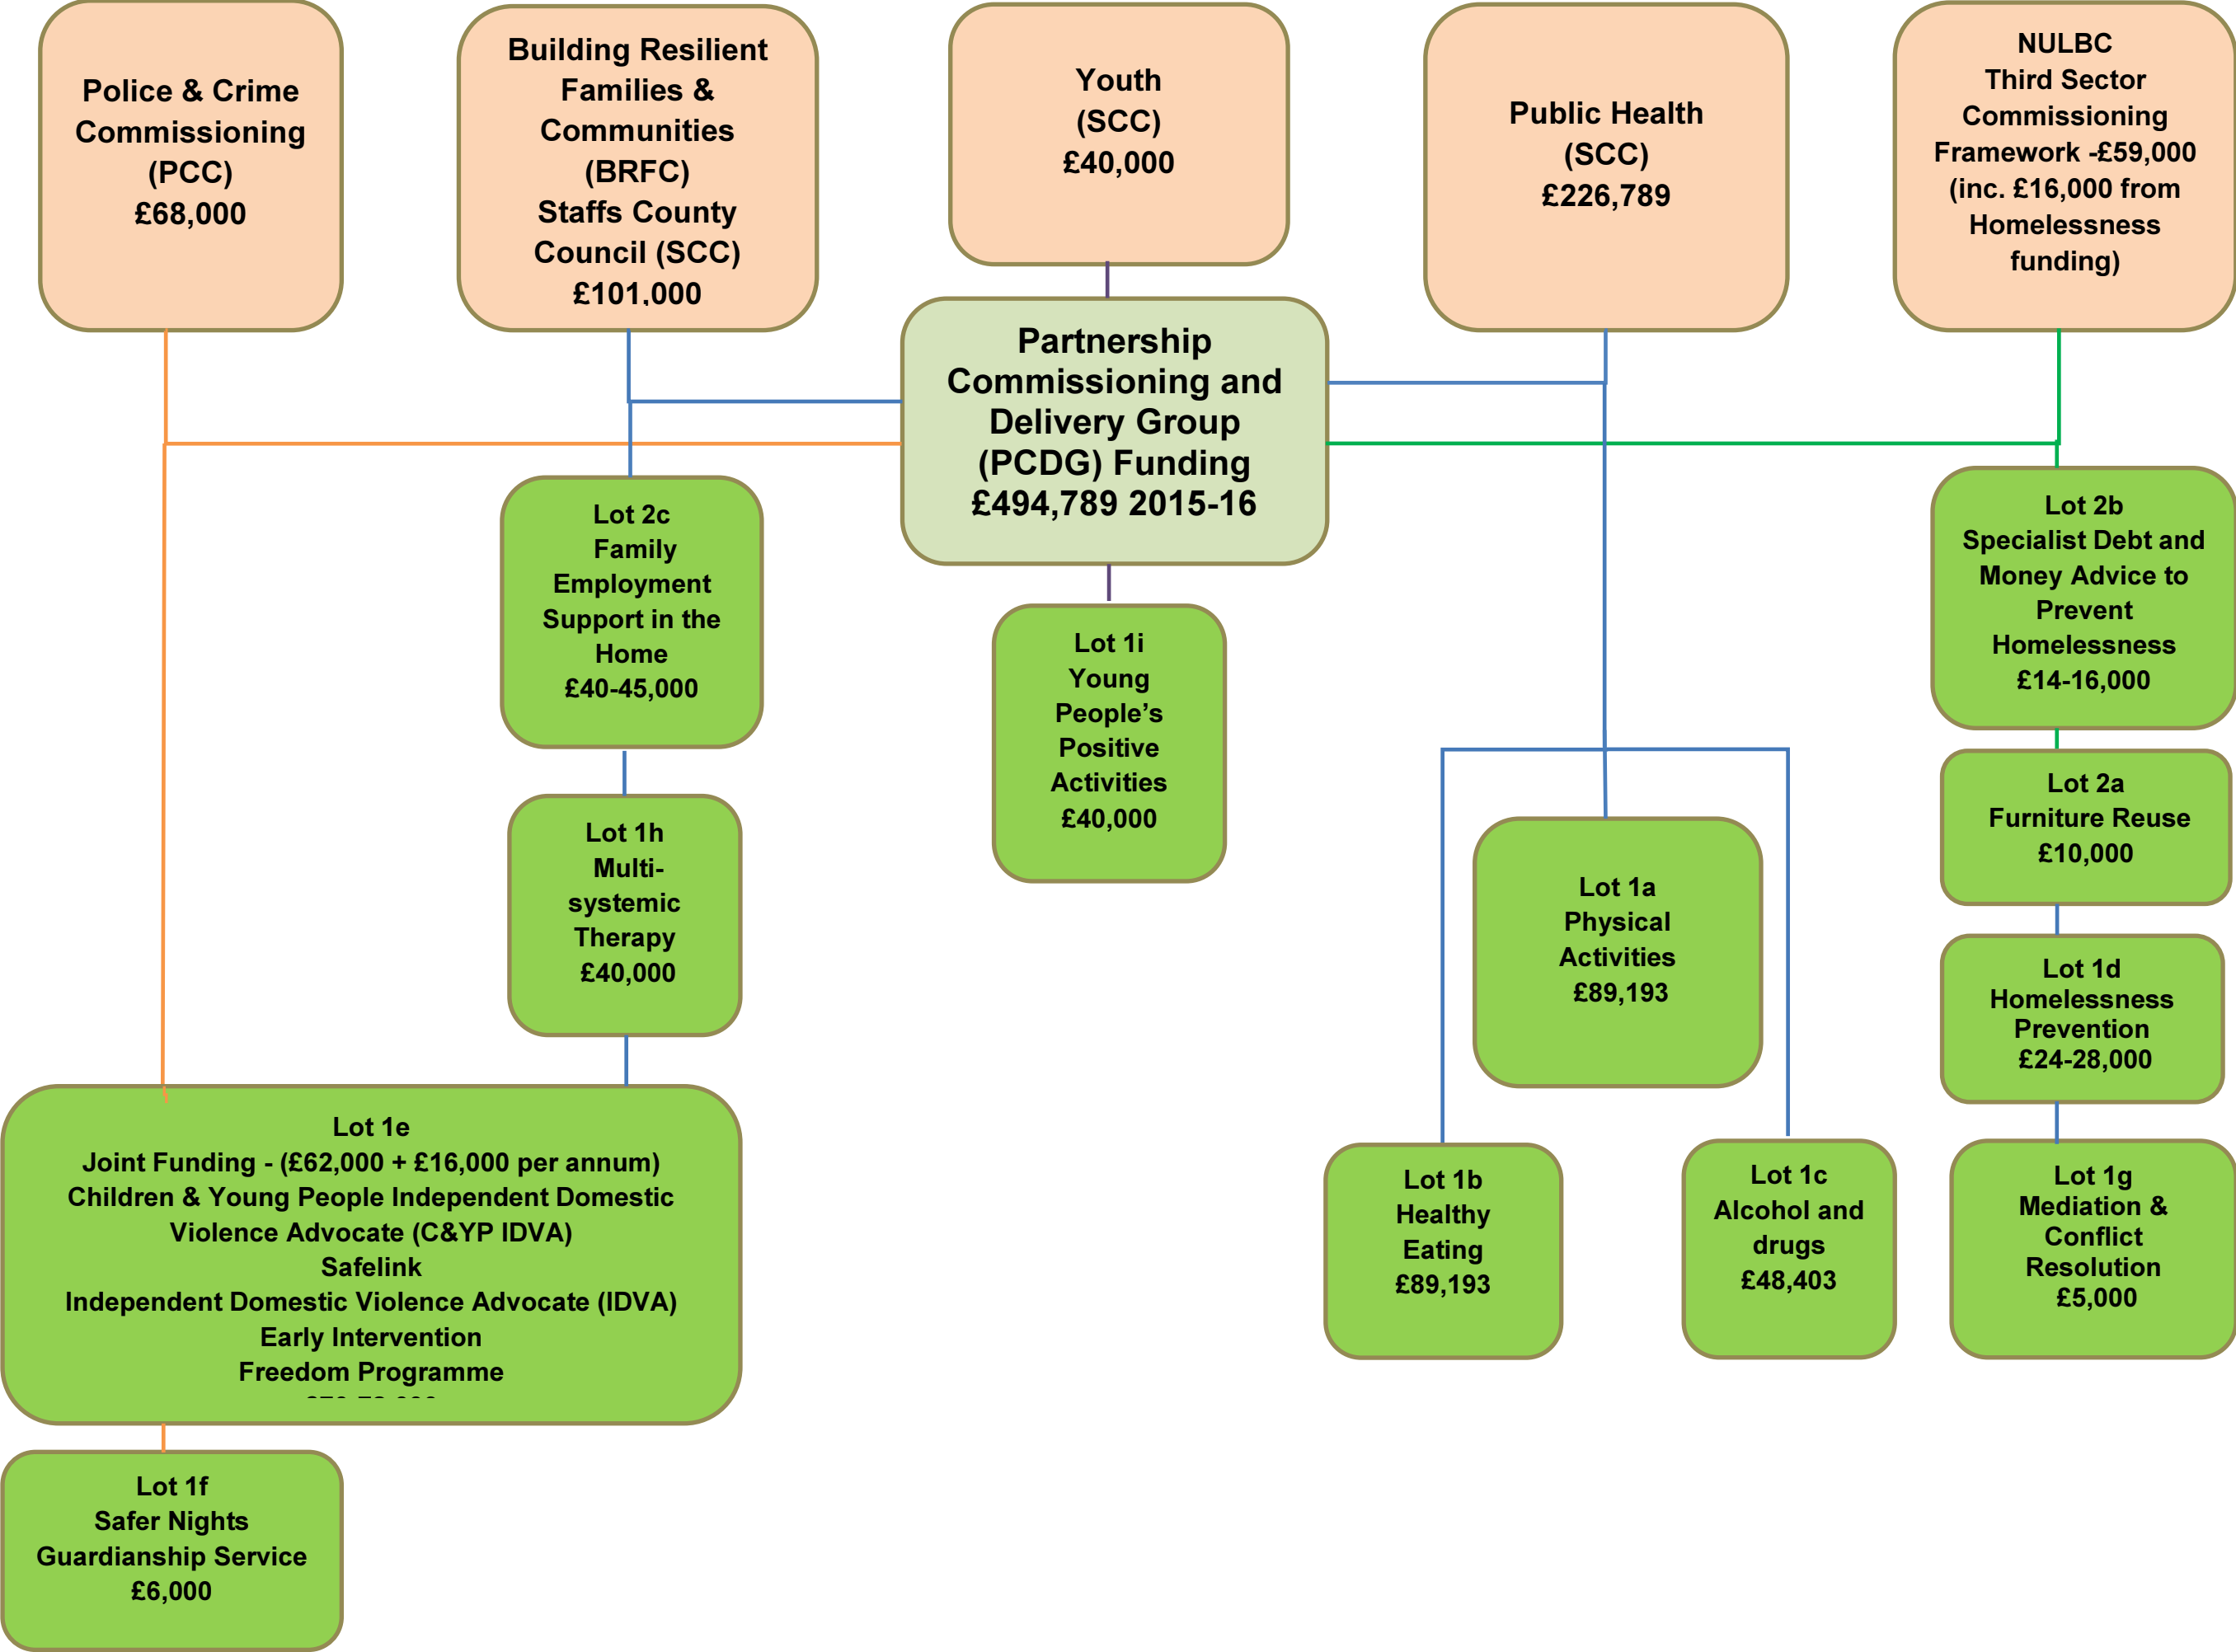 Police & Crime
Commissioning
(PCC)
£68,000
Building Resilient
Families &
Communities
(BRFC)
Staffs County
Council (SCC)
£101,000
Youth
(SCC)
£40,000
Public Health
(SCC)
£226,789
NULBC
Third Sector
Commissioning
Framework -£59,000
(inc. £16,000 from
Homelessness
funding)
Partnership
Commissioning and
Delivery Group
(PCDG) Funding
£494,789 2015-16
Lot 2c
Family
Employment
Support in the
Home
£40-45,000
Lot 2b
Specialist Debt and
Money Advice to
Prevent
Homelessness
£14-16,000
Lot 1i
Young
People’s
Positive
Activities
£40,000
Lot 2a
Furniture Reuse
£10,000
Lot 1h
Multi-
systemic
Therapy
£40,000
Lot 1a
Physical
Activities
£89,193
Lot 1d
Homelessness
Prevention
£24-28,000
Lot 1e
Joint Funding - (£62,000 + £16,000 per annum)
Children & Young People Independent Domestic
Violence Advocate (C&YP IDVA)
Safelink
Independent Domestic Violence Advocate (IDVA)
Early Intervention
Freedom Programme
Lot 1b
Healthy
Eating
£89,193
Lot 1c
Alcohol and
drugs
£48,403
Lot 1g
Mediation &
Conflict
Resolution
£5,000
Lot 1f
Safer Nights
Guardianship Service
£6,000